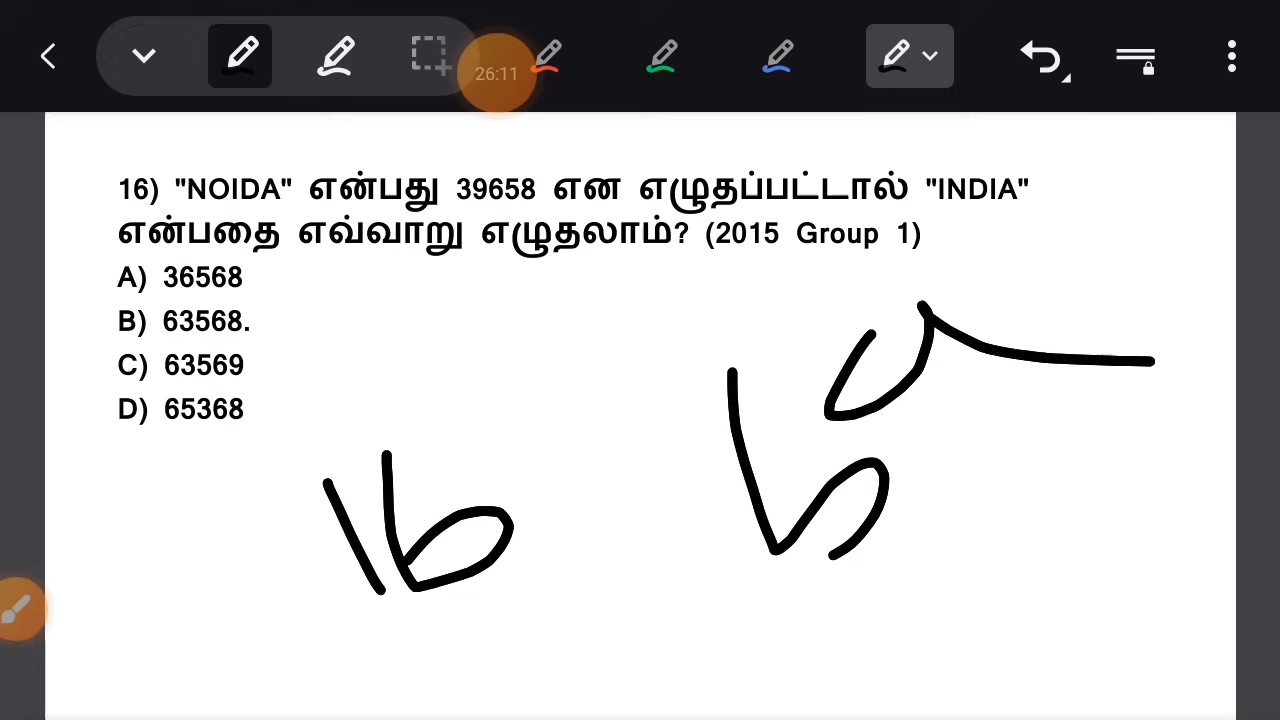 26:11
16) "NOIDA" என்பது 39658 என எழுதப்பட்டால் "INDIA"
என்பதை எவ்வாறு எழுதலாம்? (2015 Group 1)
A) 36568
B) 63568.
C) 63569
D) 65368
16